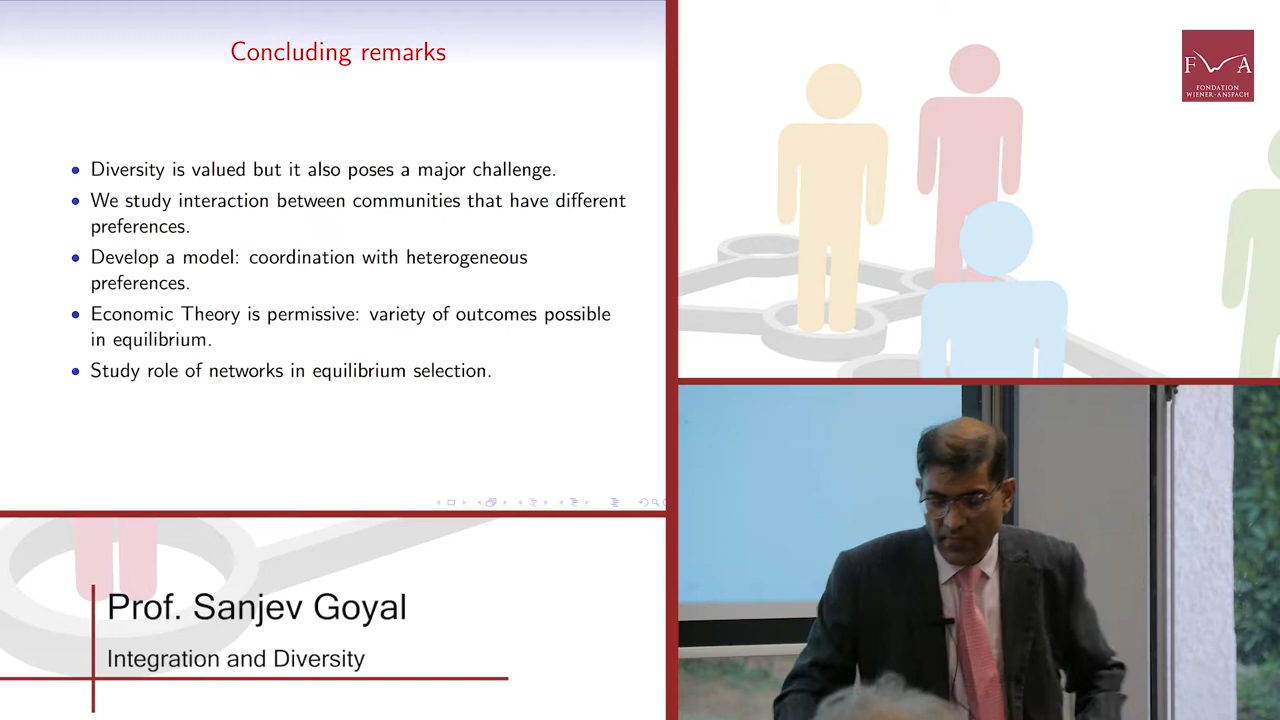 Concluding remarks
• Diversity is valued but it also poses a major challenge.
• We study interaction between communities that have different
preferences.
• Develop a model: coordination with heterogeneous
preferences.
• Economic Theory is permissive: variety of outcomes possible
in equilibrium.
• Study role of networks in equilibrium selection.
Prof. Sanjev Goyal
Integration and Diversity
F W A
FONDATION
WIENER-ANSPACH